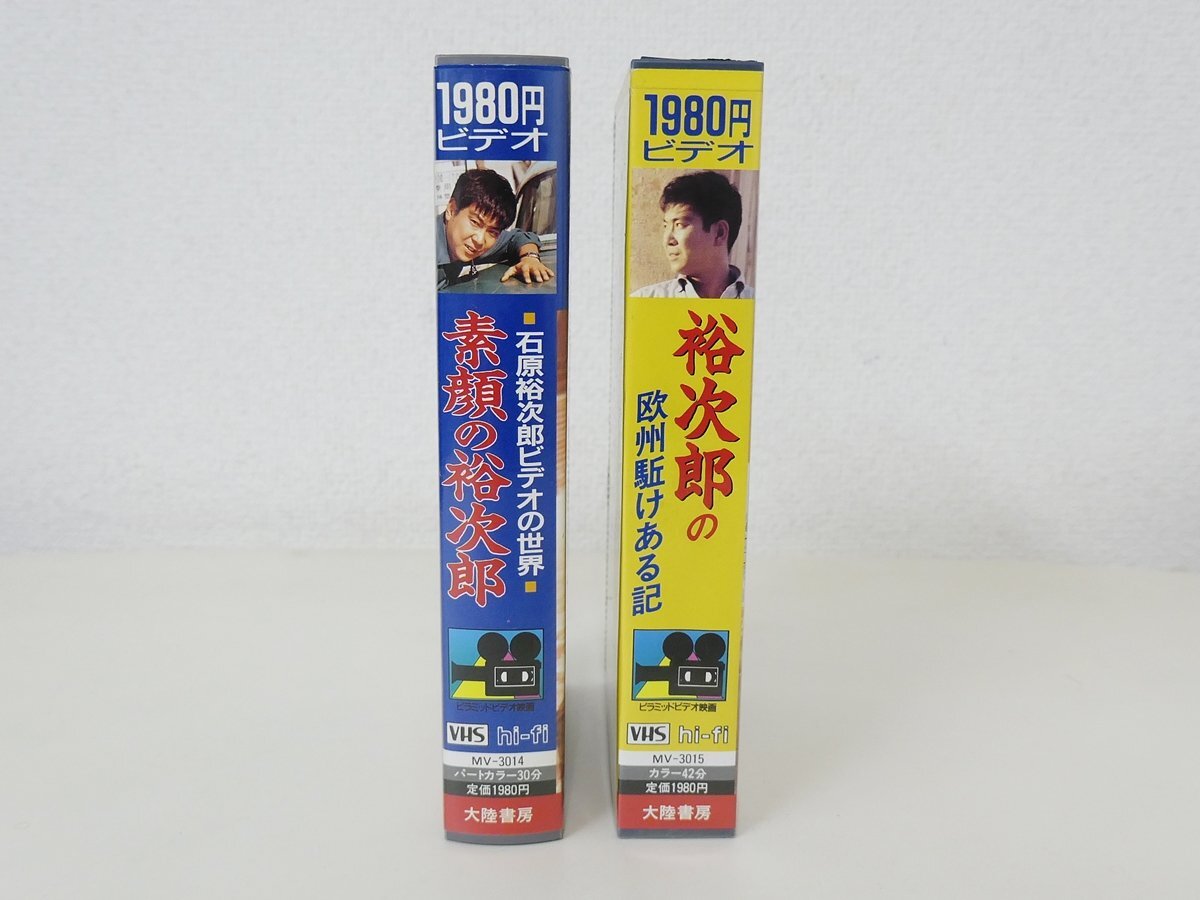 1980円
ビデオ
■石原裕次郎ビデオの世界■
素顔の裕次郎
ピラミッドビデオ映画
VHS hi-fi
MV-3014
パートカラー30分
定価1980円
大陸書房
1980円
ビデオ
裕次郎の
欧州駈けある記
ピラミッドビデオ映画
VHS hi-fi
MV-3015
カラー42分
定価1980円
大陸書房